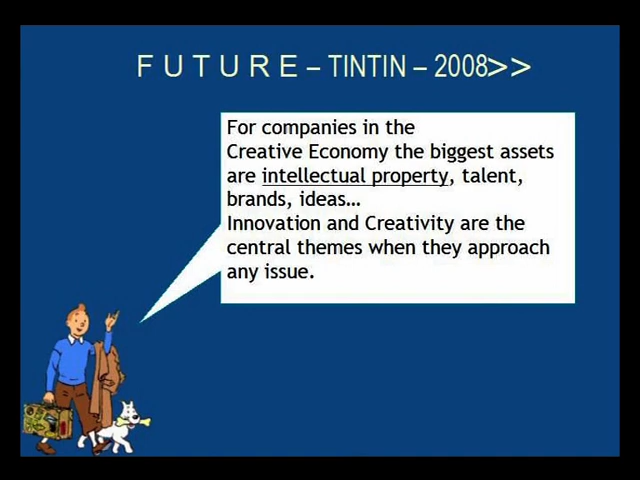 F U T U R E – TINTIN – 2008>>
For companies in the
Creative Economy the biggest assets
are intellectual property, talent,
brands, ideas…
Innovation and Creativity are the
central themes when they approach
any issue.